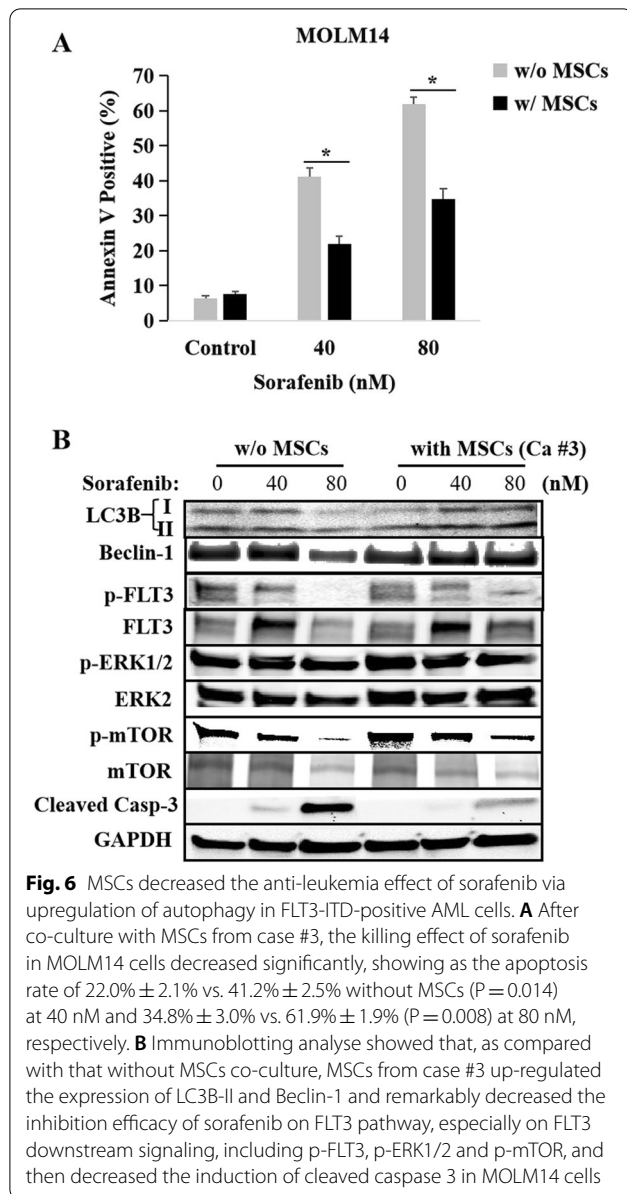 A
MOLM14
w/o MSCs
w/ MSCs
Annexin V Positive (%)
70
60
50
40
30
20
10
0
*
*
Control
40
80
Sorafenib (nM)
B
w/o MSCs
with MSCs (Ca #3)
Sorafenib: 0 40 80 0 40 80 (nM)
LC3B I
II
Beclin-1
p-FLT3
FLT3
p-ERK1/2
ERK2
p-mTOR
mTOR
Cleaved Casp-3
GAPDH
Fig. 6 MSCs decreased the anti-leukemia effect of sorafenib via
upregulation of autophagy in FLT3-ITD-positive AML cells. A After
co-culture with MSCs from case #3, the killing effect of sorafenib
in MOLM14 cells decreased significantly, showing as the apoptosis
rate of 22.0% ± 2.1% vs. 41.2% ± 2.5% without MSCs (P = 0.014)
at 40 nM and 34.8% ± 3.0% vs. 61.9% ± 1.9% (P = 0.008) at 80 nM,
respectively. B Immunoblotting analyse showed that, as compared
with that without MSCs co-culture, MSCs from case #3 up-regulated
the expression of LC3B-II and Beclin-1 and remarkably decreased the
inhibition efficacy of sorafenib on FLT3 pathway, especially on FLT3
downstream signaling, including p-FLT3, p-ERK1/2 and p-mTOR, and
then decreased the induction of cleaved caspase 3 in MOLM14 cells